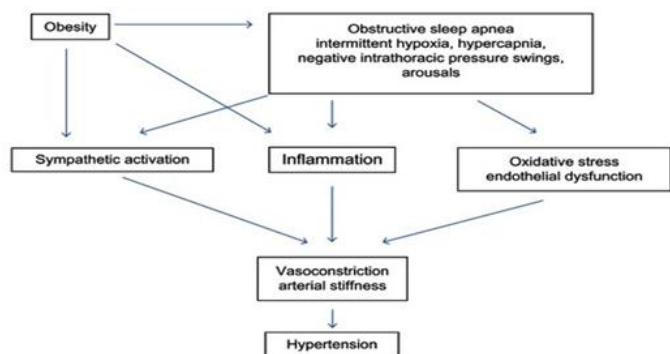 Obesity
Obstructive sleep apnea
intermittent hypoxia, hypercapnia,
negative intrathoracic pressure swings,
arousals
Sympathetic activation
Inflammation
Oxidative stress
endothelial dysfunction
Vasoconstriction
arterial stiffness
Hypertension